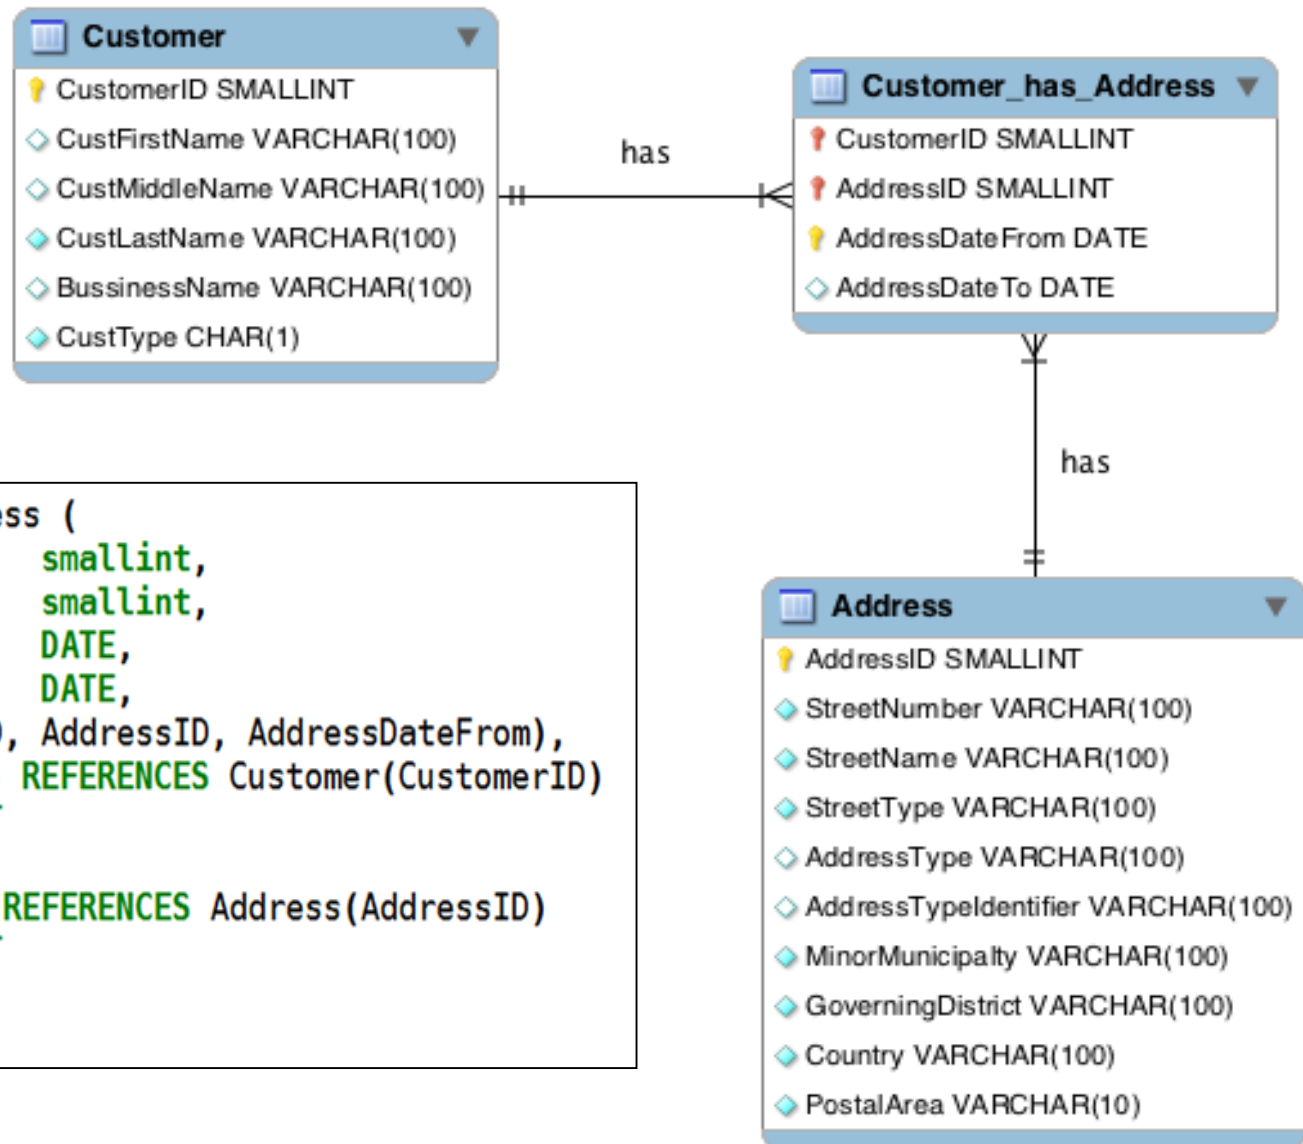 Customer
CustomerID SMALLINT
CustFirstName VARCHAR(100)
CustMiddleName VARCHAR(100)
CustLastName VARCHAR(100)
BussinessName VARCHAR(100)
CustType CHAR(1)
has
Customer_has_Address
CustomerID SMALLINT
AddressID SMALLINT
AddressDateFrom DATE
AddressDateTo DATE
has
ess (
smallint,
smallint,
DATE,
DATE,
, AddressID, AddressDateFrom),
REFERENCES Customer(CustomerID)
REFERENCES Address(AddressID)
Address
AddressID SMALLINT
StreetNumber VARCHAR(100)
StreetName VARCHAR(100)
StreetType VARCHAR(100)
AddressType VARCHAR(100)
AddressTypeIdentifier VARCHAR(100)
MinorMunicipalty VARCHAR(100)
GoverningDistrict VARCHAR(100)
Country VARCHAR(100)
PostalArea VARCHAR(10)